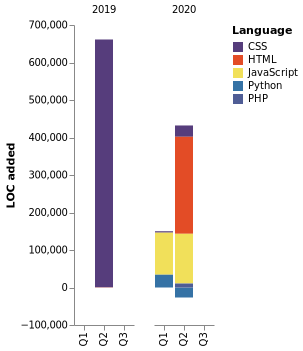 2019 2020
Language
CSS
HTML
JavaScript
Python
PHP
LOC added
700,000
600,000
500,000
400,000
300,000
200,000
100,000
0
−100,000
Q1 Q2 Q3 Q1 Q2 Q3